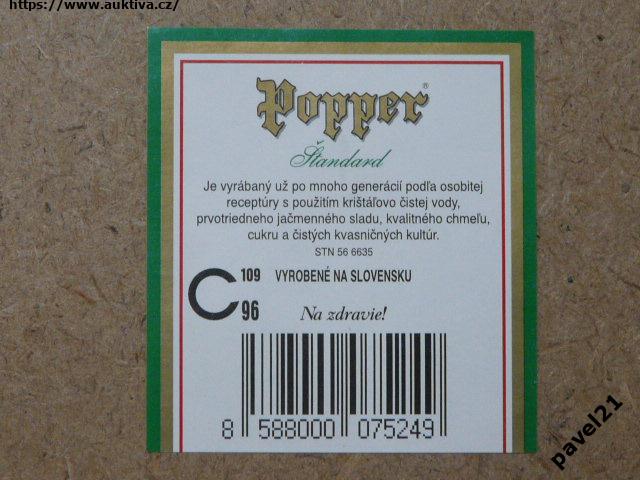 https://www.auktiva.cz/
Popper®
Štandard
Je vyrábaný už po mnoho generácií podľa osobitej
receptúry s použitím krištáľovo čistej vody,
prvotriedneho jačmenného sladu, kvalitného chmeľu,
cukru a čistých kvasničných kultúr.
STN 56 6635
C 109 VYROBENÉ NA SLOVENSKU
96
Na zdravie!
8 588000 075249
pavel21